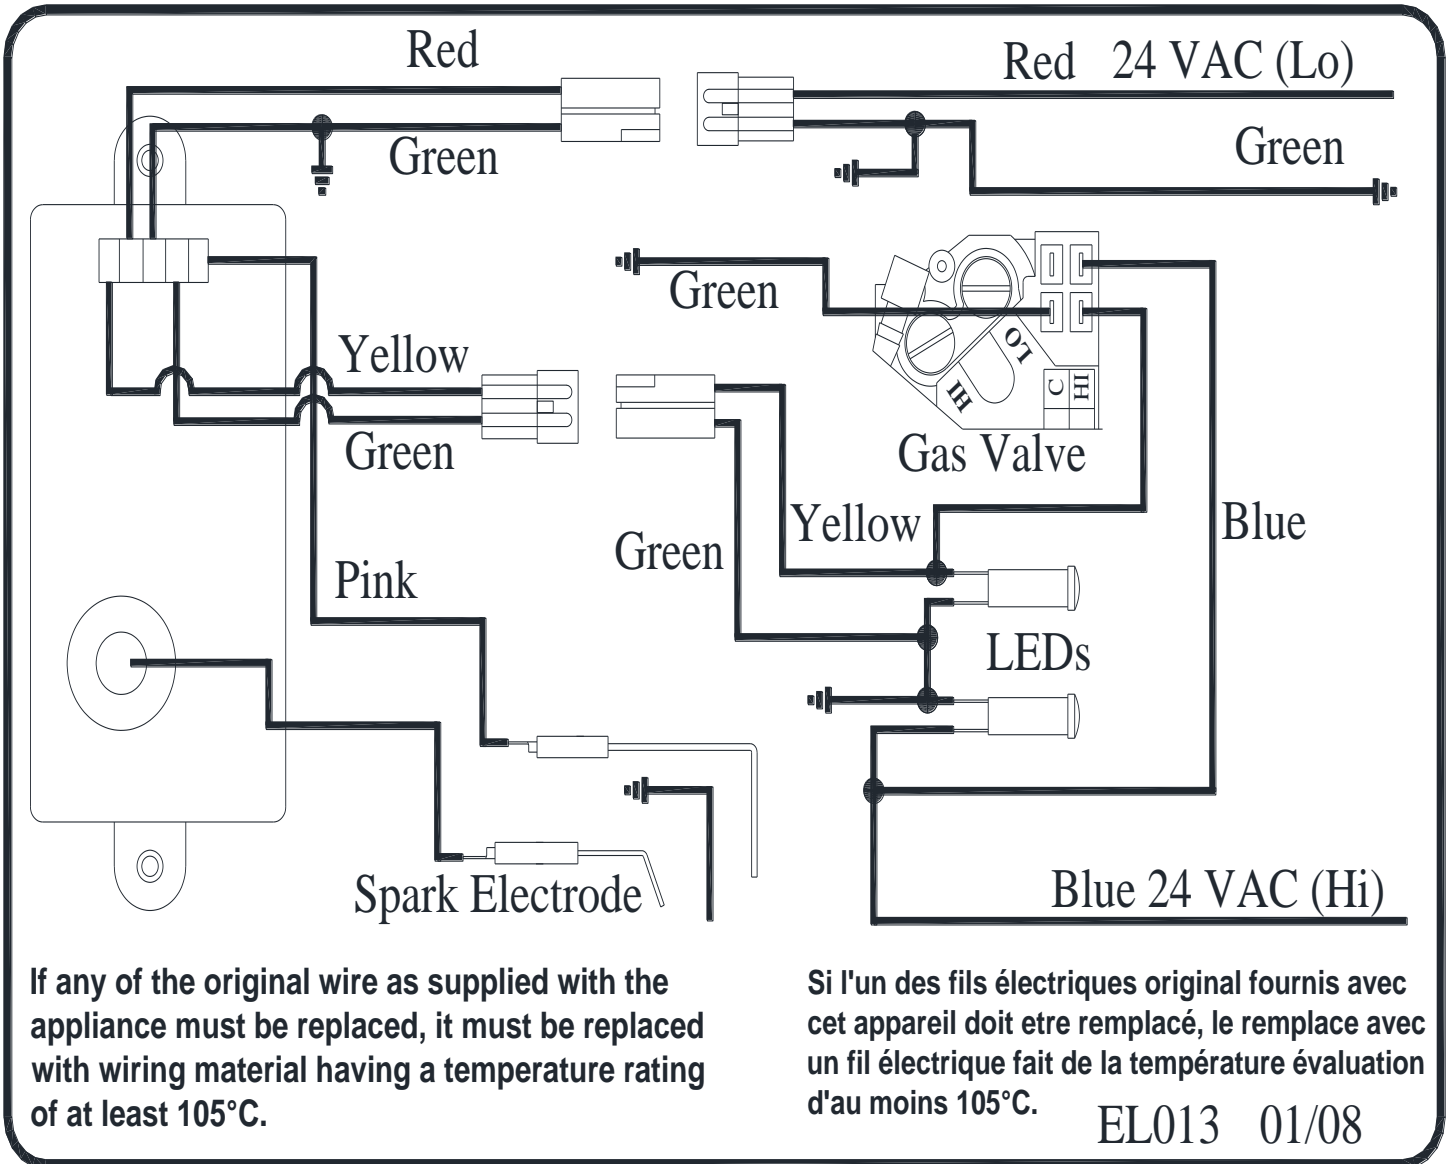 Red
Red 24 VAC (Lo)
Green
Green
Green
Yellow
LO
HI
C
HI
Green
Gas Valve
Yellow
Blue
Green
Pink
LEDs
Spark Electrode
Blue 24 VAC (Hi)
If any of the original wire as supplied with the
appliance must be replaced, it must be replaced
with wiring material having a temperature rating
of at least 105°C.
Si l'un des fils électriques original fournis avec
cet appareil doit etre remplacé, le remplace avec
un fil électrique fait de la température évaluation
d'au moins 105°C.
EL013 01/08